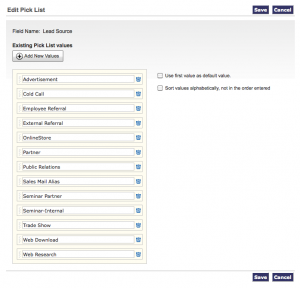 Edit Pick List
Save Cancel
Field Name: Lead Source
Existing Pick List values
Add New Values
Advertisement
Use first value as default value.
Cold Call
Sort values alphabetically, not in the order entered
Employee Referral
External Referral
OnlineStore
Partner
Public Relations
Sales Mail Alias
Seminar Partner
Seminar-Internal
Trade Show
Web Download
Web Research
Save Cancel